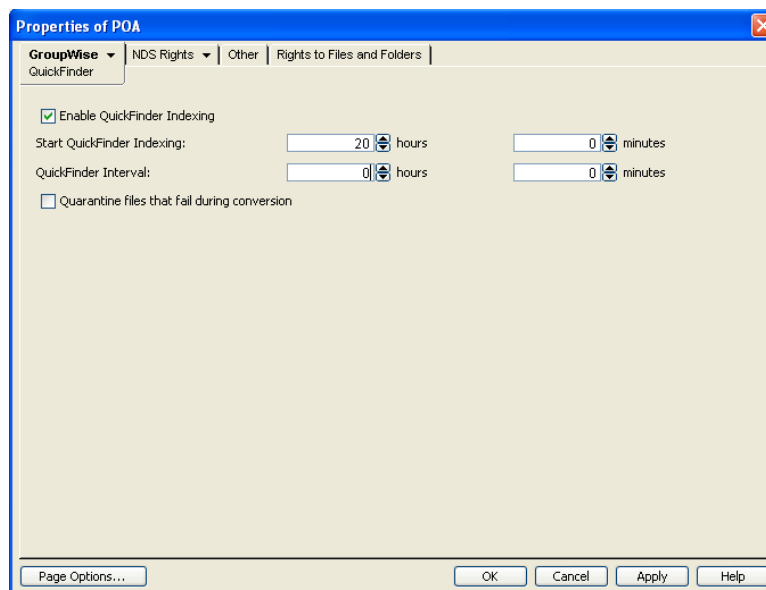 Properties of POA
GroupWise NDS Rights Other Rights to Files and Folders
QuickFinder
Enable QuickFinder Indexing
Start QuickFinder Indexing: 20 hours 0 minutes
QuickFinder Interval: 0 hours 0 minutes
Quarantine files that fail during conversion
Page Options... OK Cancel Apply Help